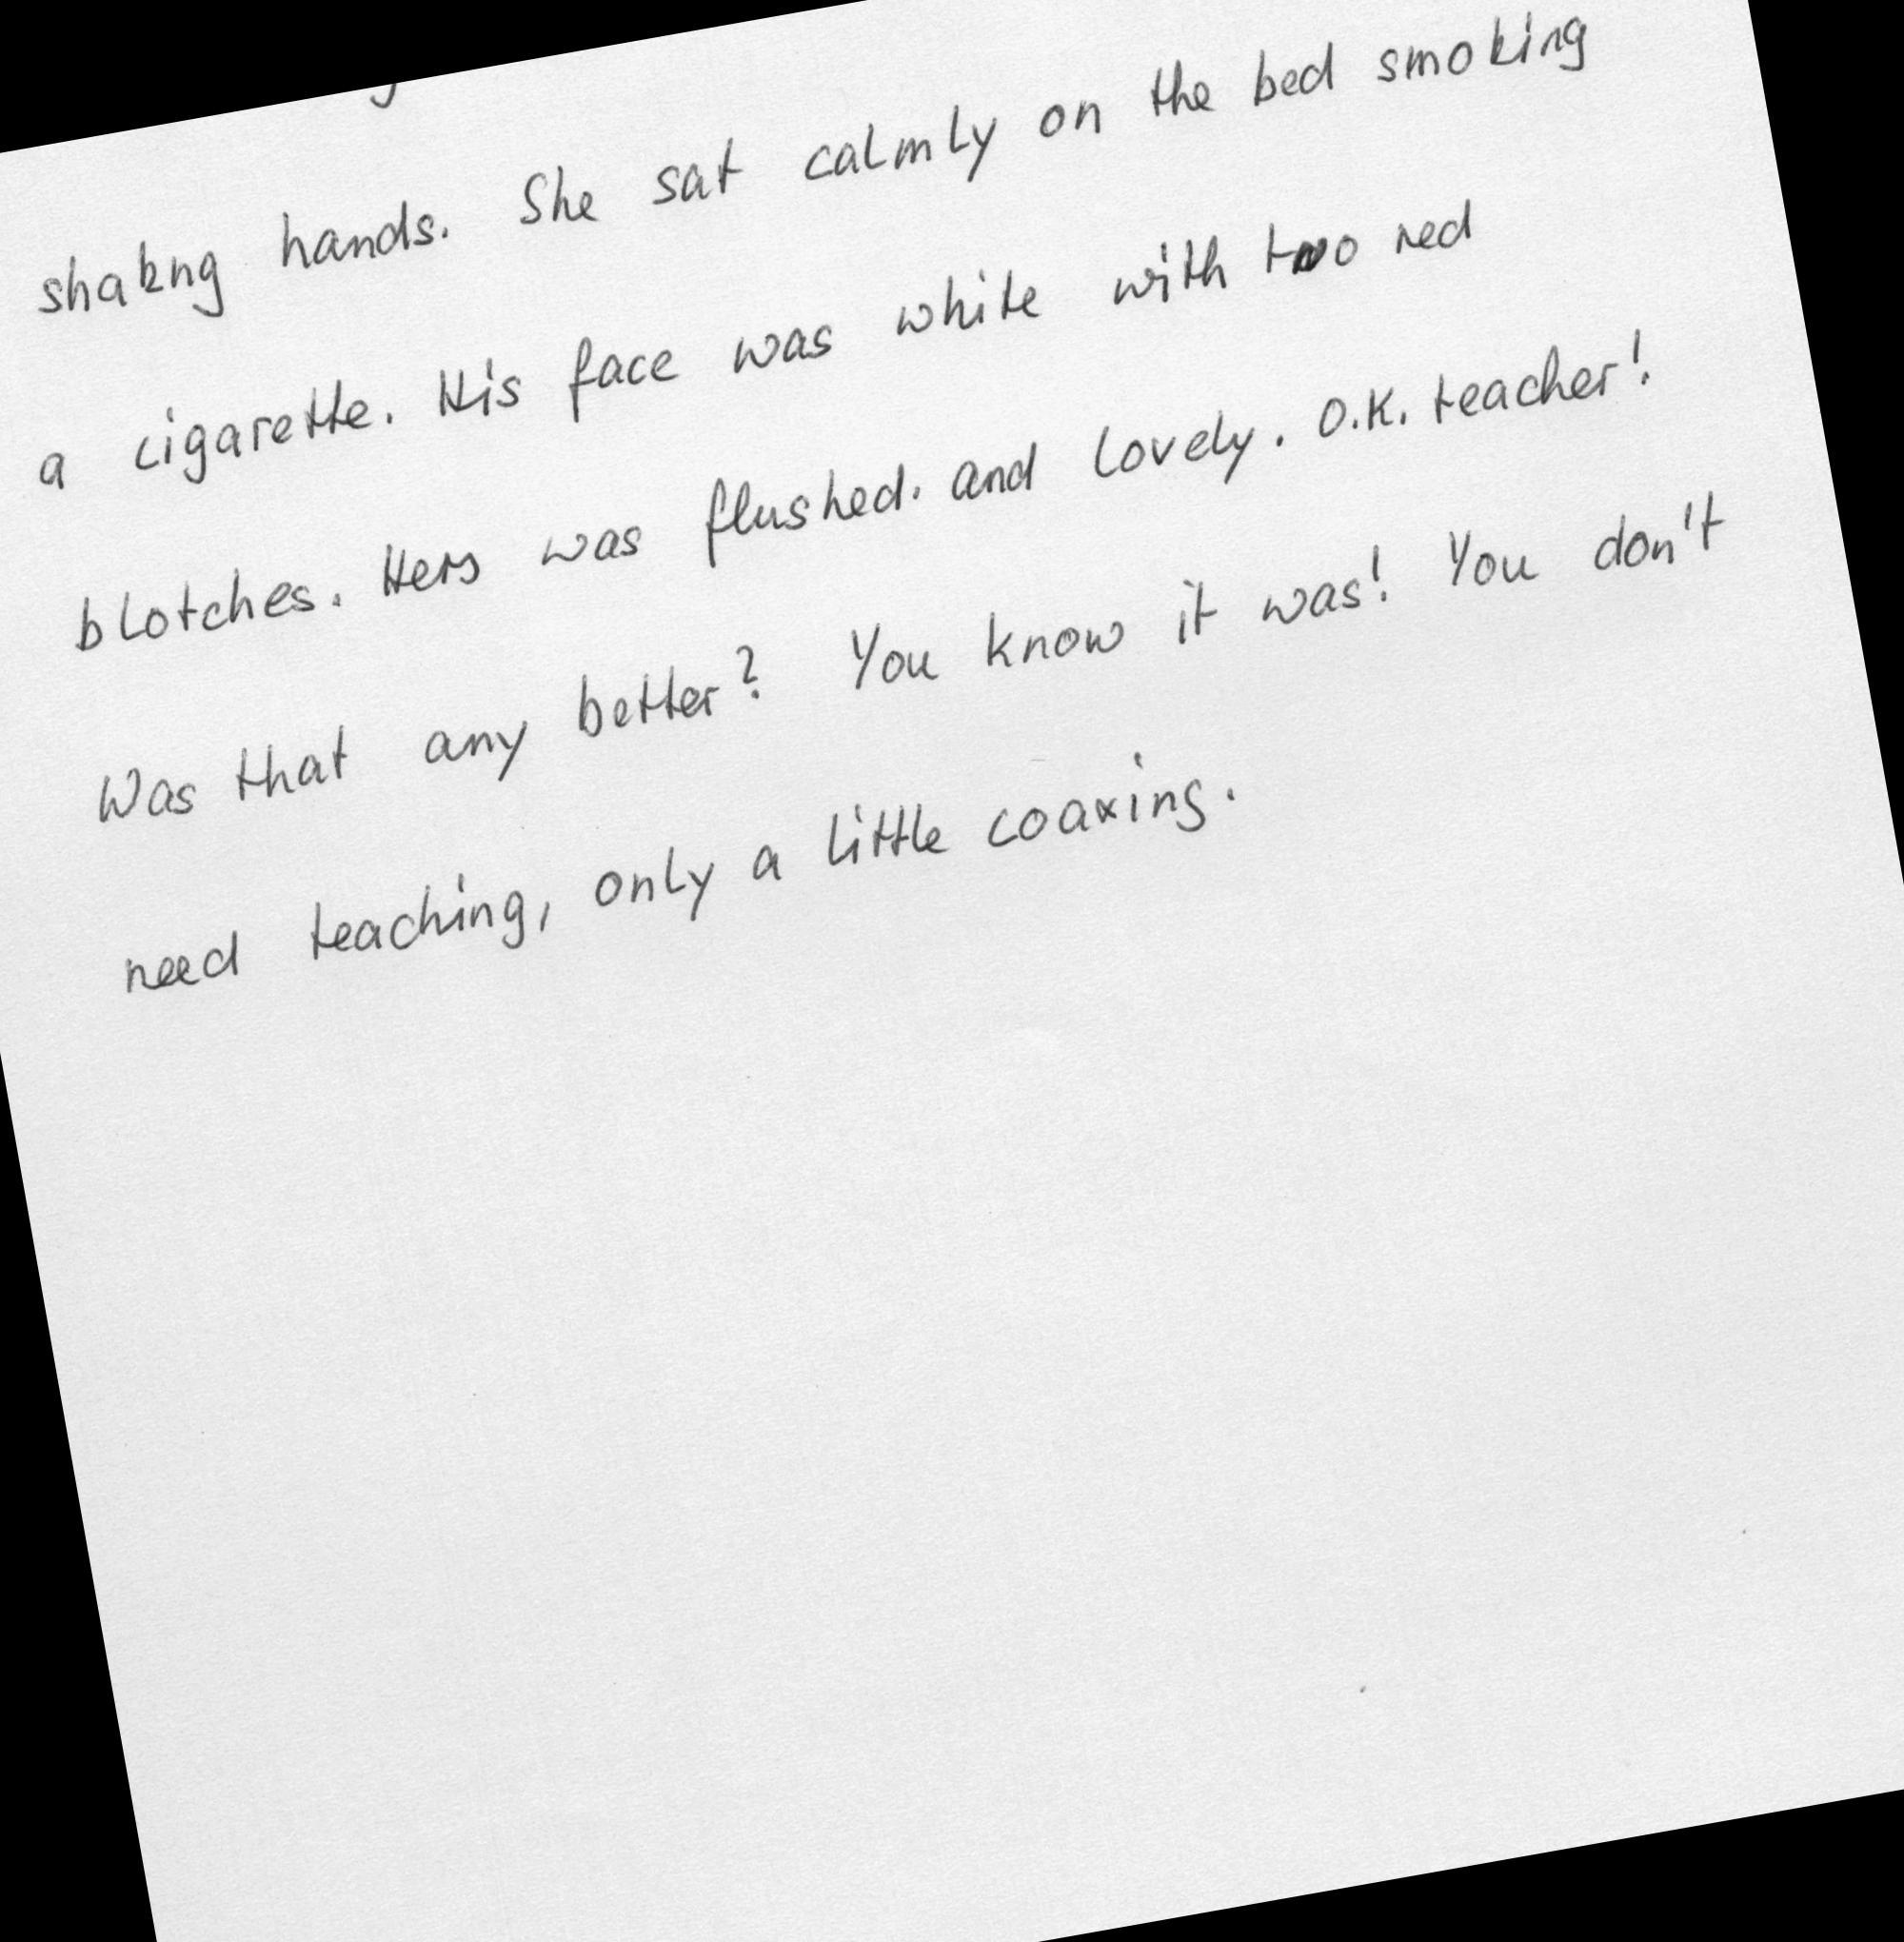 shakng hands. She sat calmly on the bed smoking
a cigarette. His face was white with two red
blotches. Hers was flushed. and lovely. O.K. teacher!
Was that any better? You know it was! You don't
need teaching, only a little coaxing.